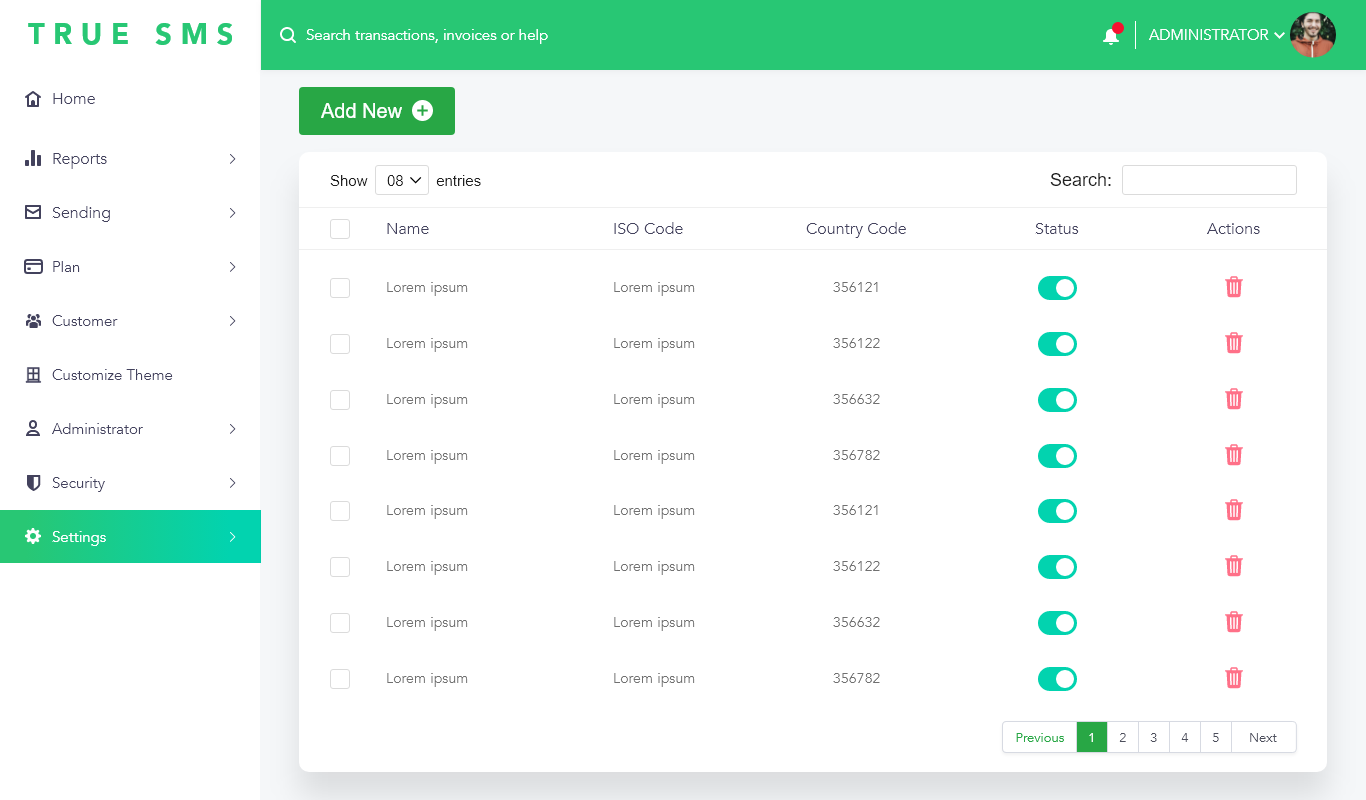 TRUE SMS
Search transactions, invoices or help
ADMINISTRATOR
Home
Reports
Sending
Plan
Customer
Customize Theme
Administrator
Security
Settings
Add New
Show 08 entries
Search:
Name ISO Code Country Code Status Actions
Lorem ipsum Lorem ipsum 356121
Lorem ipsum Lorem ipsum 356122
Lorem ipsum Lorem ipsum 356632
Lorem ipsum Lorem ipsum 356782
Lorem ipsum Lorem ipsum 356121
Lorem ipsum Lorem ipsum 356122
Lorem ipsum Lorem ipsum 356632
Lorem ipsum Lorem ipsum 356782
Previous 1 2 3 4 5 Next